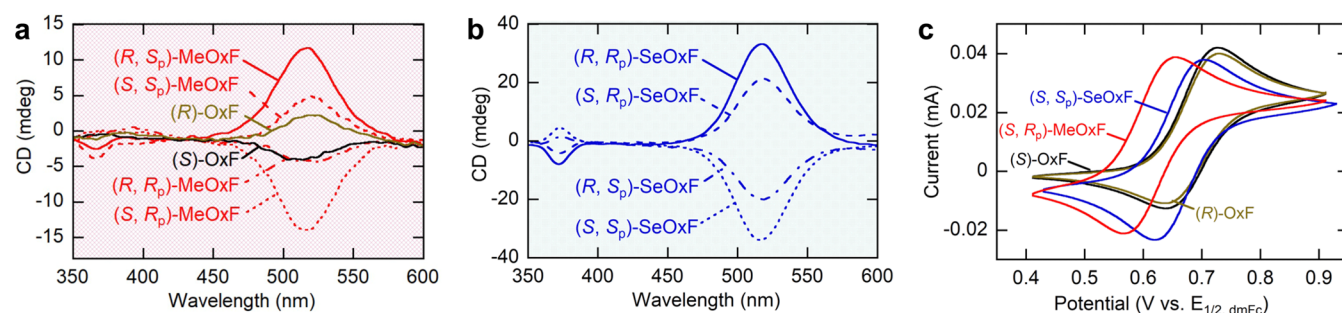 a
15
10
5
0
-5
-10
-15
CD (mdeg)
(R, Sp)-MeOxF
(S, Sp)-MeOxF
(R)-OxF
(S)-OxF
(R, Rp)-MeOxF
(S, Rp)-MeOxF
350 400 450 500 550 600
Wavelength (nm)
b
40
20
0
-20
-40
CD (mdeg)
(R, Rp)-SeOxF
(S, Rp)-SeOxF
(R, Sp)-SeOxF
(S, Sp)-SeOxF
350 400 450 500 550 600
Wavelength (nm)
c
0.04
0.02
0
-0.02
Current (mA)
(S, Sp)-SeOxF
(S, Rp)-MeOxF
(S)-OxF
(R)-OxF
0.4 0.5 0.6 0.7 0.8 0.9
Potential (V vs. E1/2, dmFc)